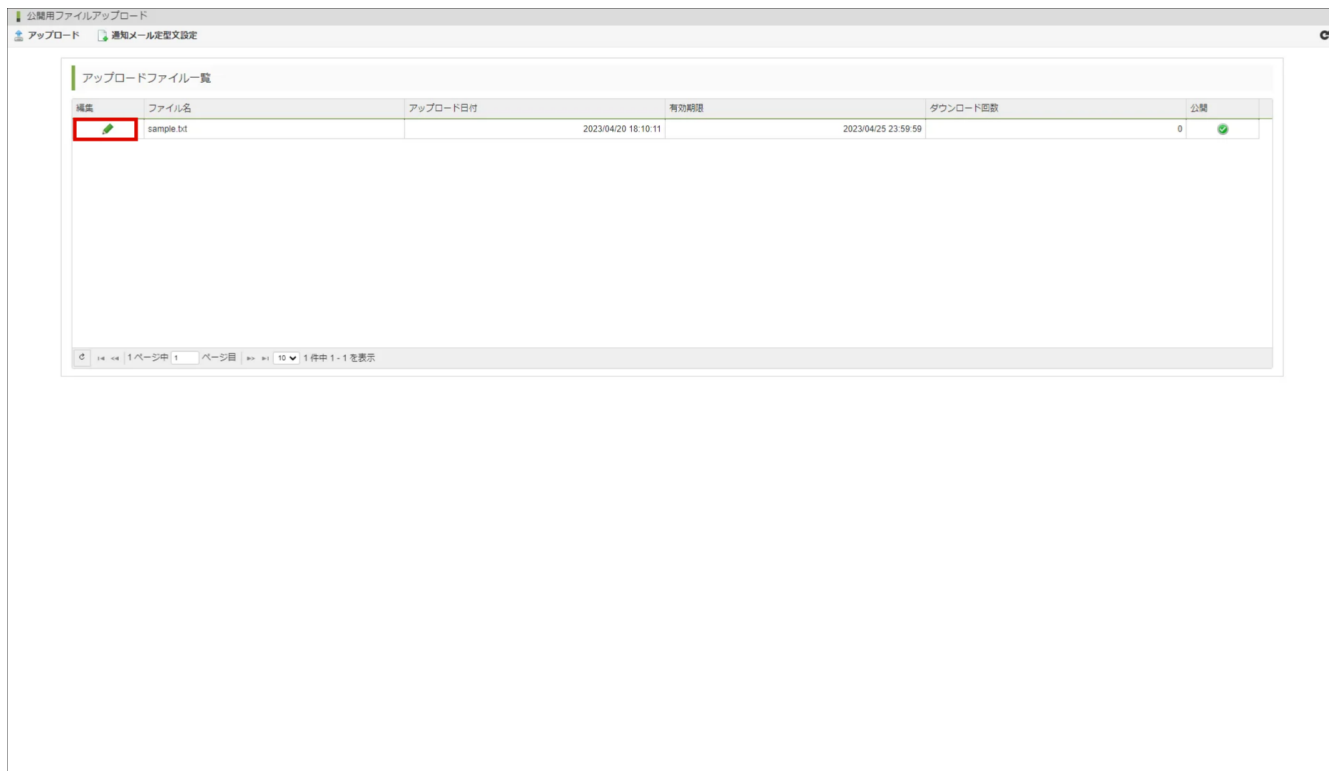 公開用ファイルアップロード
アップロード 通知メール定型文設定
アップロードファイル一覧
編集 ファイル名 アップロード日付 有効期限 ダウンロード回数 公開
sample.txt 2023/04/20 18:10:11 2023/04/25 23:59:59 0
1 ページ中 1 ページ目 10 1 件中 1 - 1 を表示